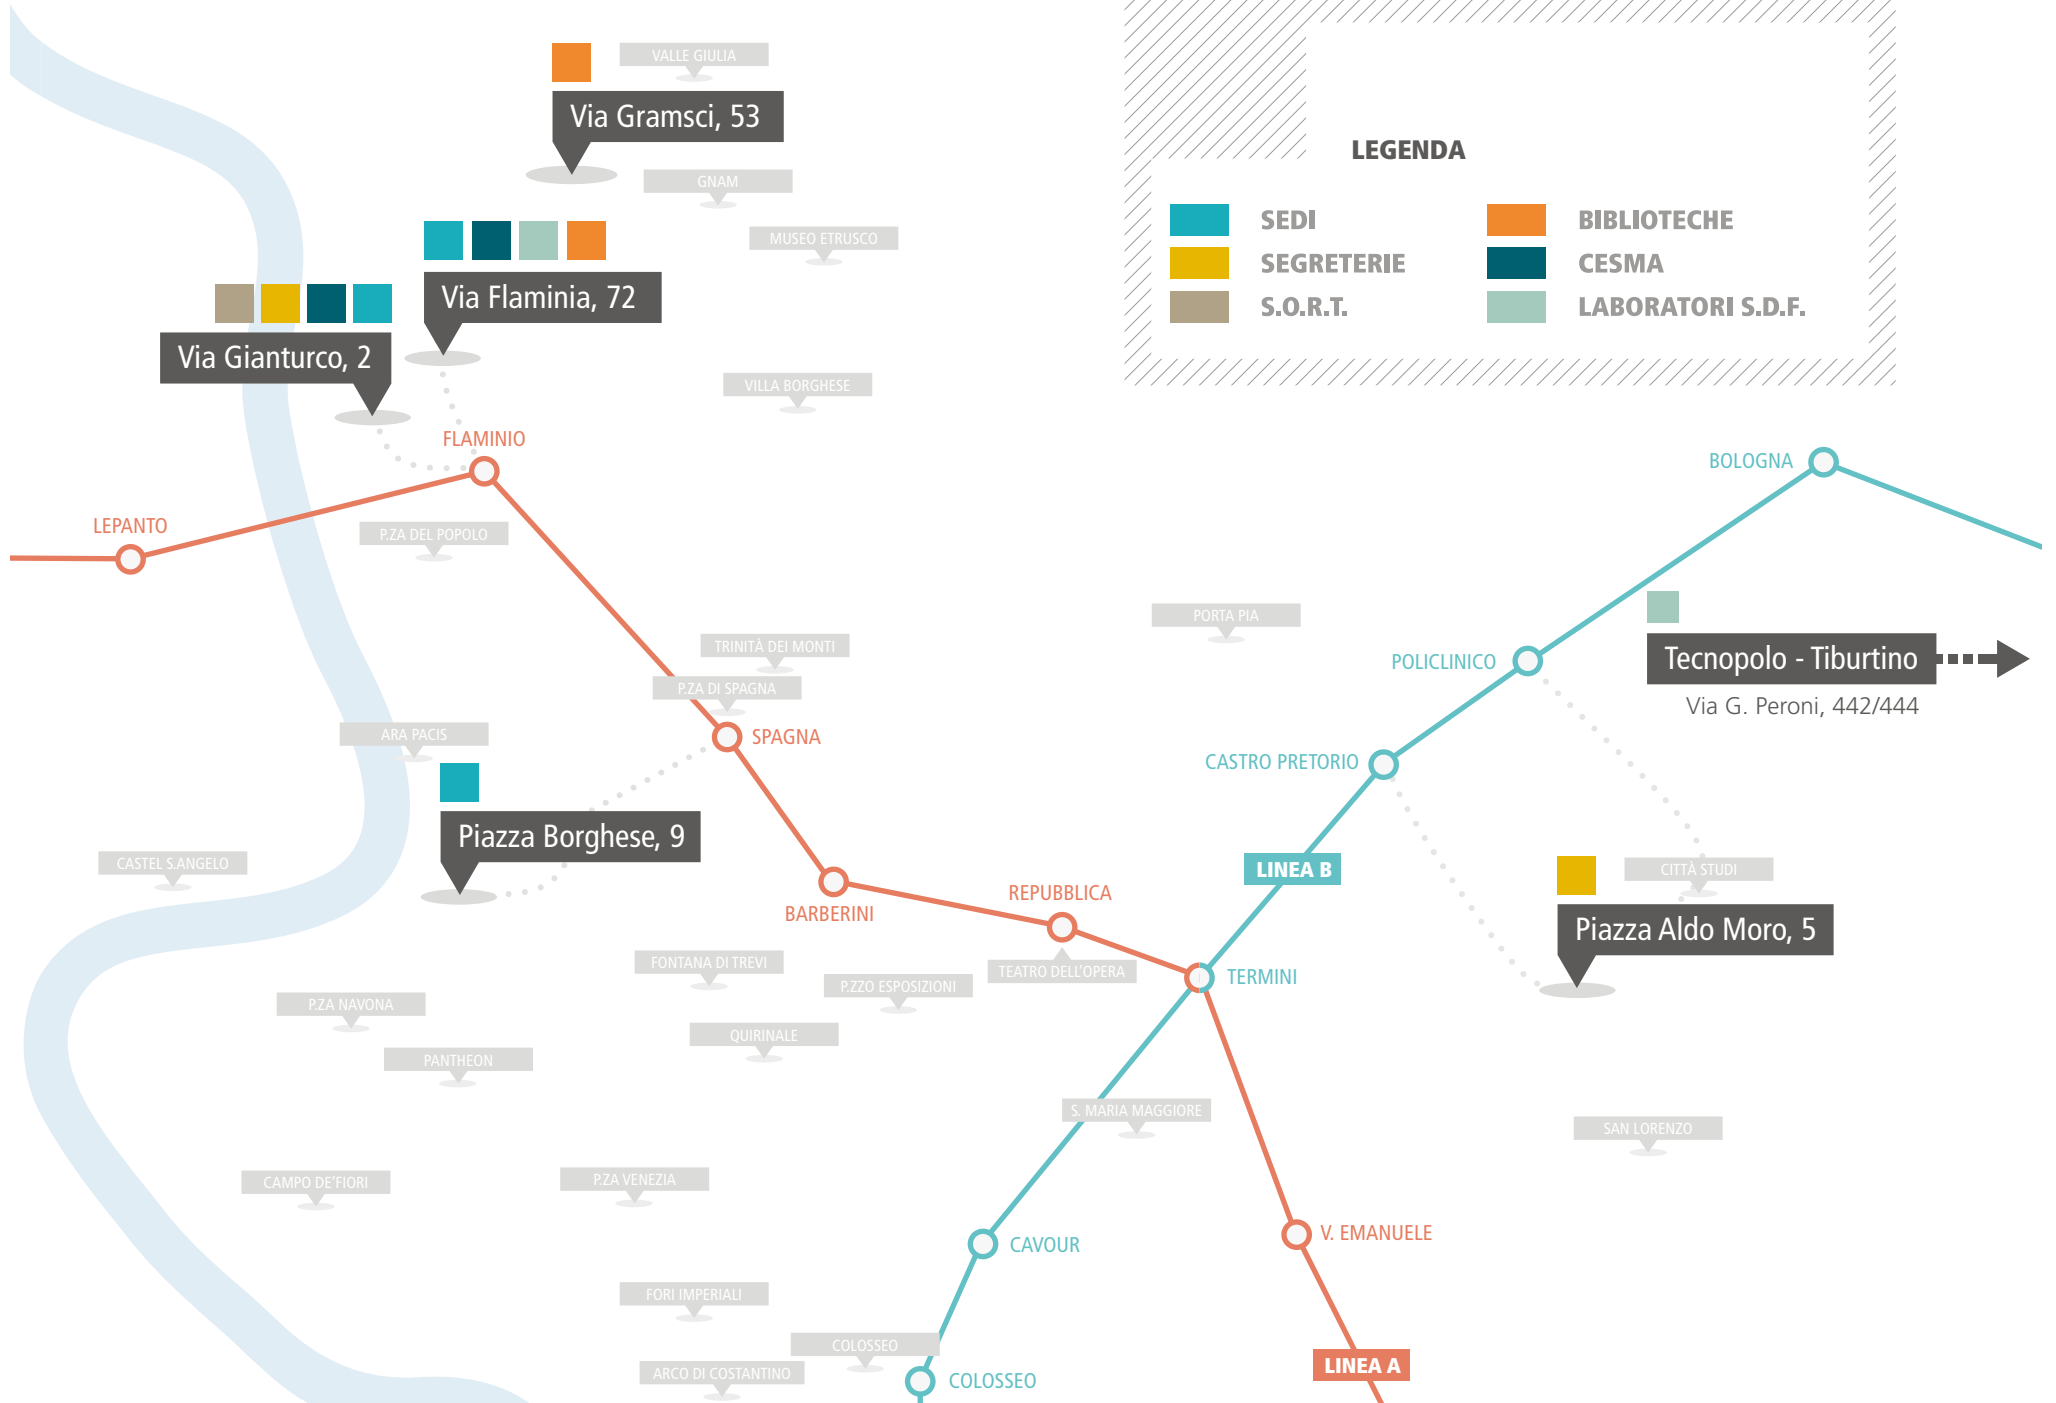 VALLE GIULIA
Via Gramsci, 53
GNAM
MUSEO ETRUSCO
LEGENDA
SEDI
BIBLIOTECHE
SEGRETERIE
CESMA
S.O.R.T.
LABORATORI S.D.F.
Via Flaminia, 72
Via Gianturco, 2
VILLA BORGHESE
FLAMINIO
BOLOGNA
LEPANTO
P.ZA DEL POPOLO
PORTA PIA
TRINITÀ DEI MONTI
POLICLINICO
Tecnopolo - Tiburtino
Via G. Peroni, 442/444
P.ZA DI SPAGNA
ARA PACIS
SPAGNA
CASTRO PRETORIO
Piazza Borghese, 9
CASTEL S.ANGELO
LINEA B
CITTÀ STUDI
REPUBBLICA
BARBERINI
Piazza Aldo Moro, 5
FONTANA DI TREVI
TEATRO DELL'OPERA
TERMINI
P.ZZO ESPOSIZIONI
P.ZA NAVONA
QUIRINALE
PANTHEON
S. MARIA MAGGIORE
SAN LORENZO
CAMPO DE'FIORI
P.ZA VENEZIA
V. EMANUELE
CAVOUR
FORI IMPERIALI
COLOSSEO
LINEA A
ARCO DI COSTANTINO
COLOSSEO